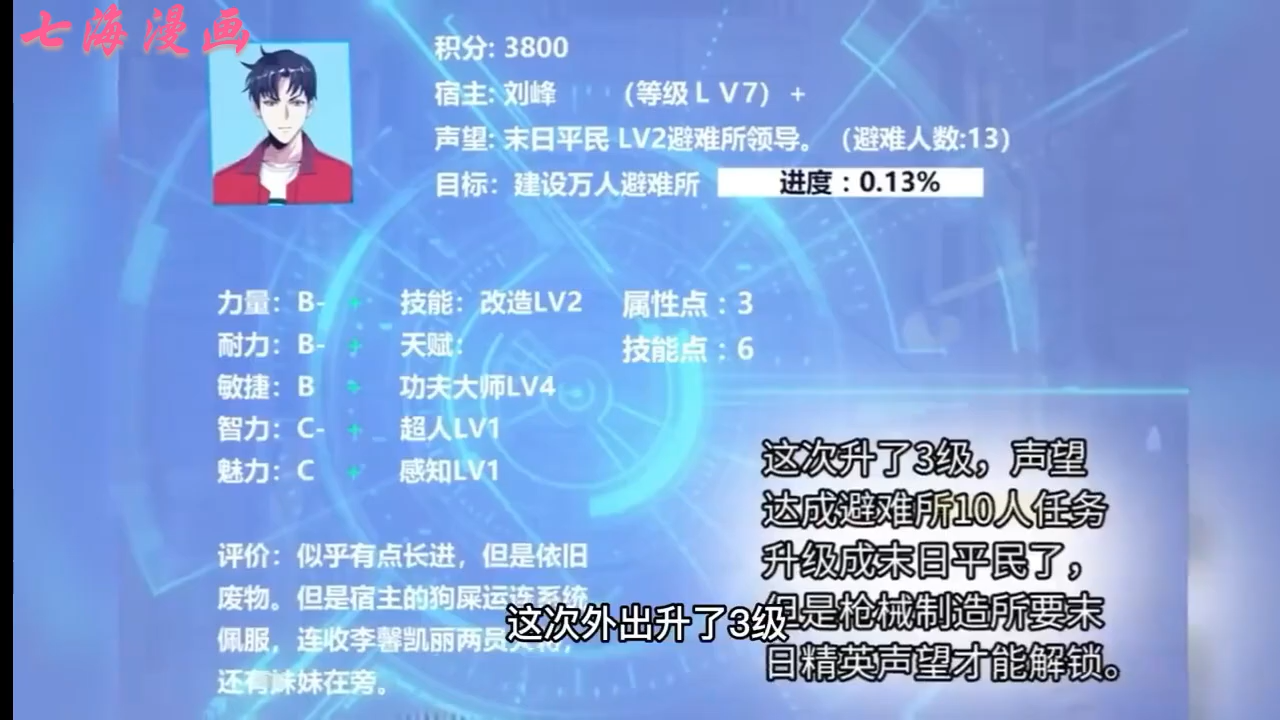 七海漫画
积分: 3800
宿主: 刘峰 （等级ＬＶ7） +
声望: 末日平民 LV2避难所领导。（避难人数:13）
目标: 建设万人避难所 进度：0.13%
力量: B- + 技能: 改造LV2 属性点：3
耐力: B- + 天赋: 技能点：6
敏捷: B + 功夫大师LV4
智力: C- + 超人LV1
魅力: C + 感知LV1
这次升了3级，声望
达成避难所10人任务
升级成末日平民了，
但是枪械制造所要末
日精英声望才能解锁。
评价: 似乎有点长进，但是依旧
废物。但是宿主的狗屎运连系统
佩服，连收李馨凯丽两员
还有妹妹在旁。
这次外出升了3级